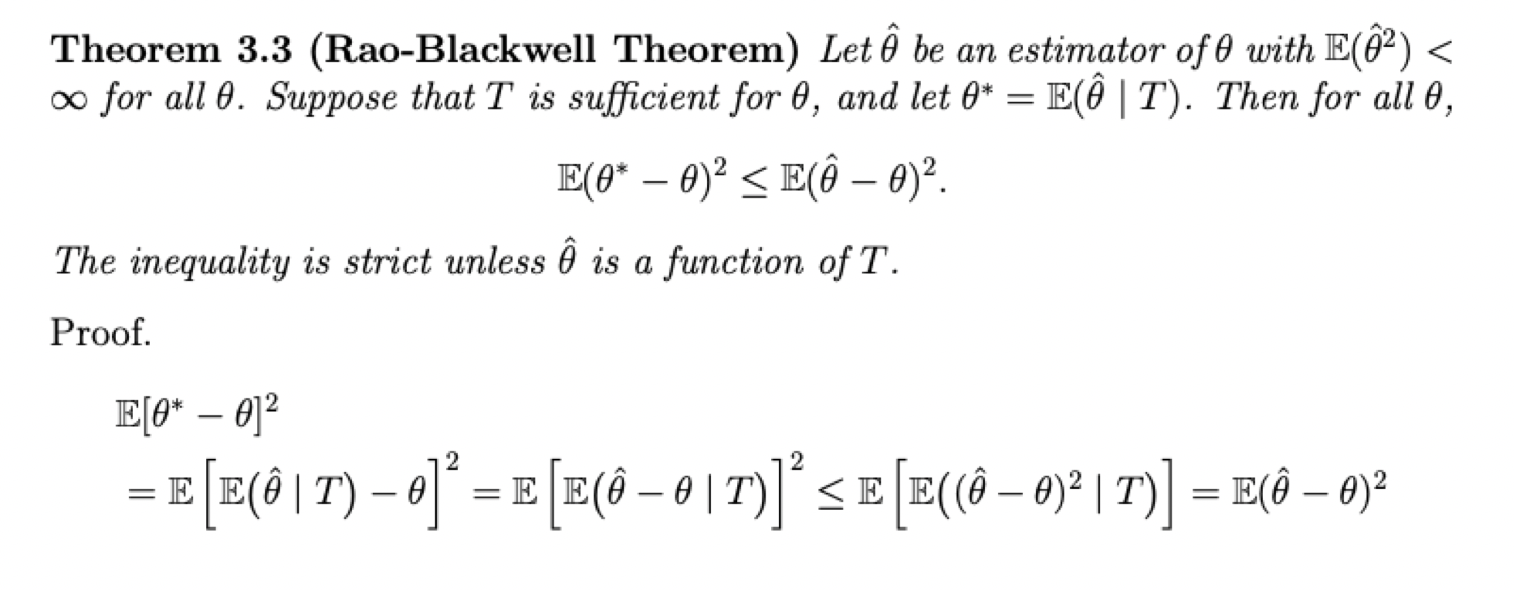 Theorem 3.3 (Rao-Blackwell Theorem) Let θ̂ be an estimator of θ with 𝔼(θ̂²) <
∞ for all θ. Suppose that T is sufficient for θ, and let θ* = 𝔼(θ̂ | T). Then for all θ,
𝔼(θ* − θ)² ≤ 𝔼(θ̂ − θ)².
The inequality is strict unless θ̂ is a function of T.
Proof.
𝔼[θ* − θ]²
= 𝔼[𝔼(θ̂ | T) − θ]² = 𝔼[𝔼(θ̂ − θ | T)]² ≤ 𝔼[𝔼((θ̂ − θ)² | T)] = 𝔼(θ̂ − θ)²